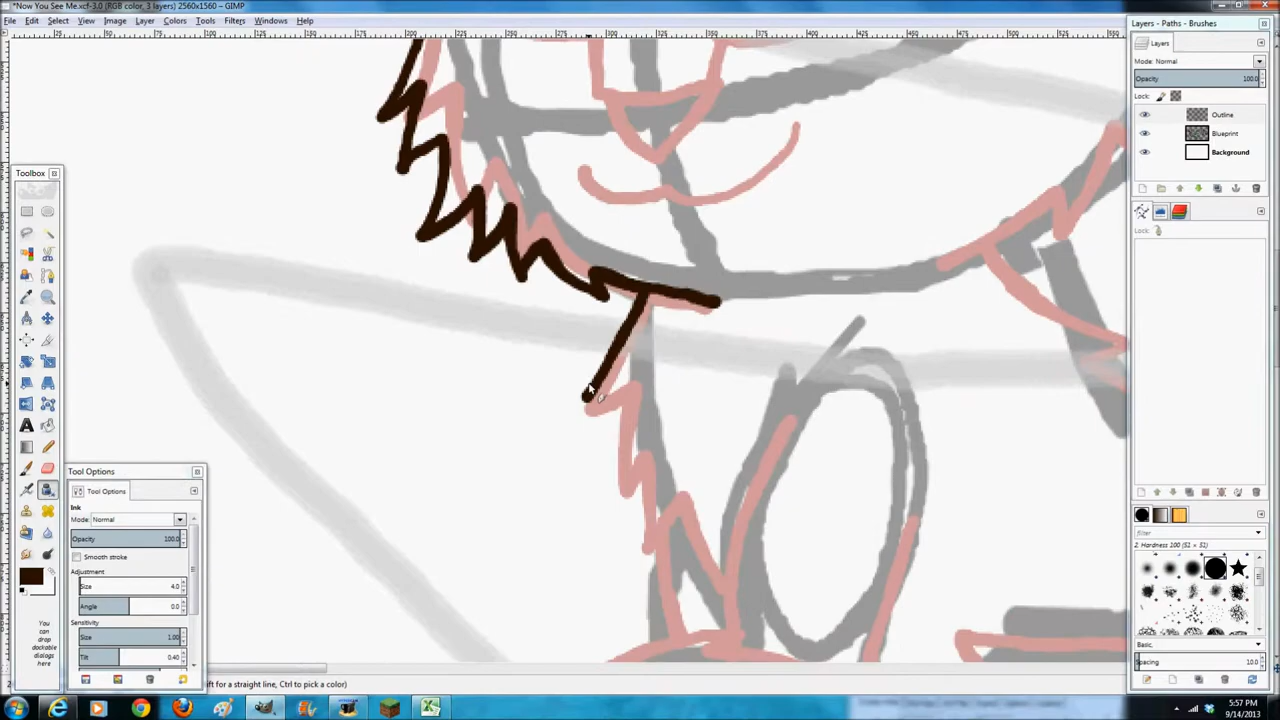 *Now You See Me.xcf-3.0 (RGB color, 3 layers) 2560x1560 – GIMP
File Edit Select View Image Layer Colors Tools Filters Windows Help
Toolbox
You
can
drop
dockable
dialogs
here
Tool Options
Tool Options
Ink
Mode: Normal
Opacity 100.0
Smooth stroke
Adjustment
Size 4.0
Angle 0.0
Sensitivity
Size 1.00
Tilt 0.40
ift for a straight line, Ctrl to pick a color)
Layers - Paths - Brushes
Layers
Mode: Normal
Opacity 100.0
Lock:
Outline
Blueprint
Background
Lock:
filter
2. Hardness 100 (51 × 51)
Basic,
Spacing 10.0
5:57 PM
9/14/2013